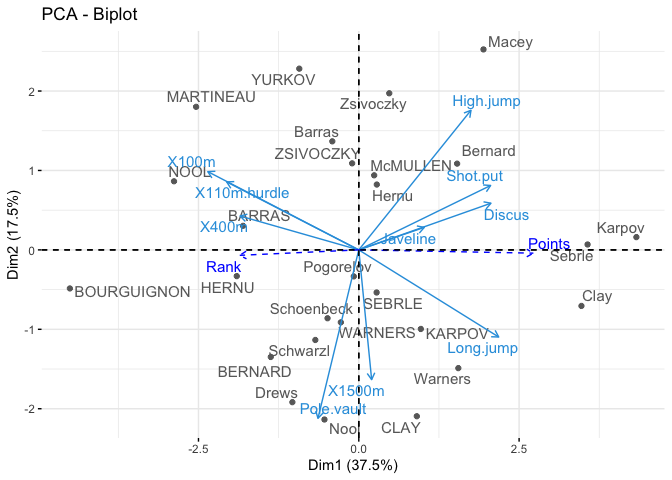 PCA - Biplot
Macey
YURKOV
MARTINEAU
High.jump
Zsivoczky
Barras
ZSIVOCZKY
Bernard
X100m
NOOL
McMULLEN
Shot.put
X110m.hurdle
Hernu
BARRAS
Discus
X400m
Javeline
Karpov
Points
Sebrle
Rank
Pogorelov
HERNU
BOURGUIGNON
Clay
SEBRLE
Schoenbeck
WARNERS
KARPOV
Schwarzl
Long.jump
BERNARD
Warners
Drews
X1500m
Pole.vault
Nool
CLAY
2
1
0
-1
-2
-2.5
0.0
2.5
Dim1 (37.5%)
Dim2 (17.5%)